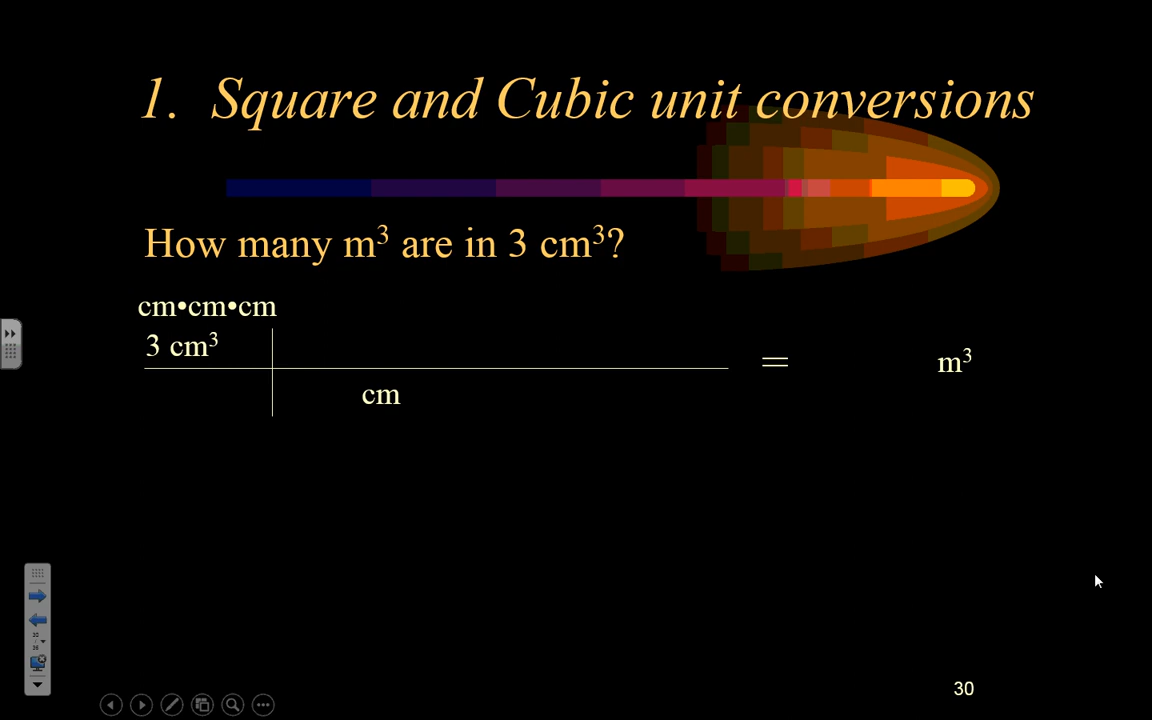 1. Square and Cubic unit conversions
How many m³ are in 3 cm³?
cm•cm•cm
3 cm³
= m³
cm
30